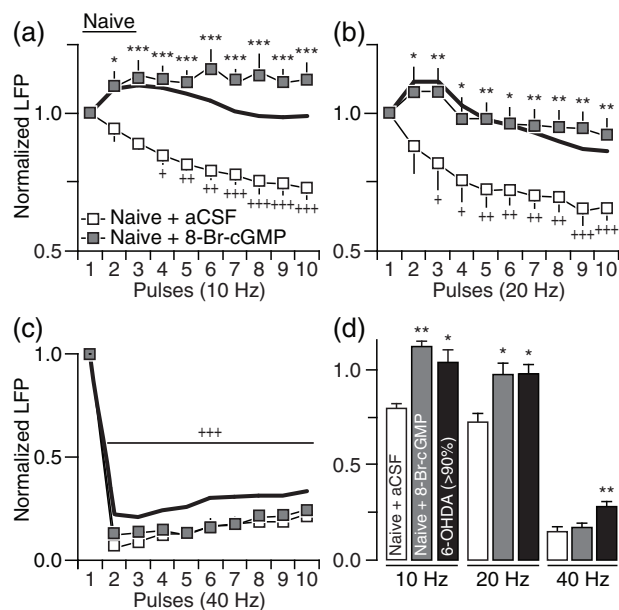 Naive
(a)
* *** *** *** *** *** *** *** ***
Normalized LFP
1.0
0.5
‡ ‡‡ ‡‡ ‡‡‡ ‡‡‡ ‡‡‡ ‡‡‡
Naive + aCSF
Naive + 8-Br-cGMP
1 2 3 4 5 6 7 8 9 10
Pulses (10 Hz)
(b)
* ** * ** * ** ** ** **
1.0
0.5
‡ ‡ ‡‡ ‡‡ ‡‡ ‡‡ ‡‡‡ ‡‡‡
1 2 3 4 5 6 7 8 9 10
Pulses (20 Hz)
(c)
Normalized LFP
1.0
0.5
0
‡‡‡
1 2 3 4 5 6 7 8 9 10
Pulses (40 Hz)
(d)
** * * * **
1.0
0.5
0
Naive + aCSF
Naive + 8-Br-cGMP
6-OHDA (>90%)
10 Hz 20 Hz 40 Hz